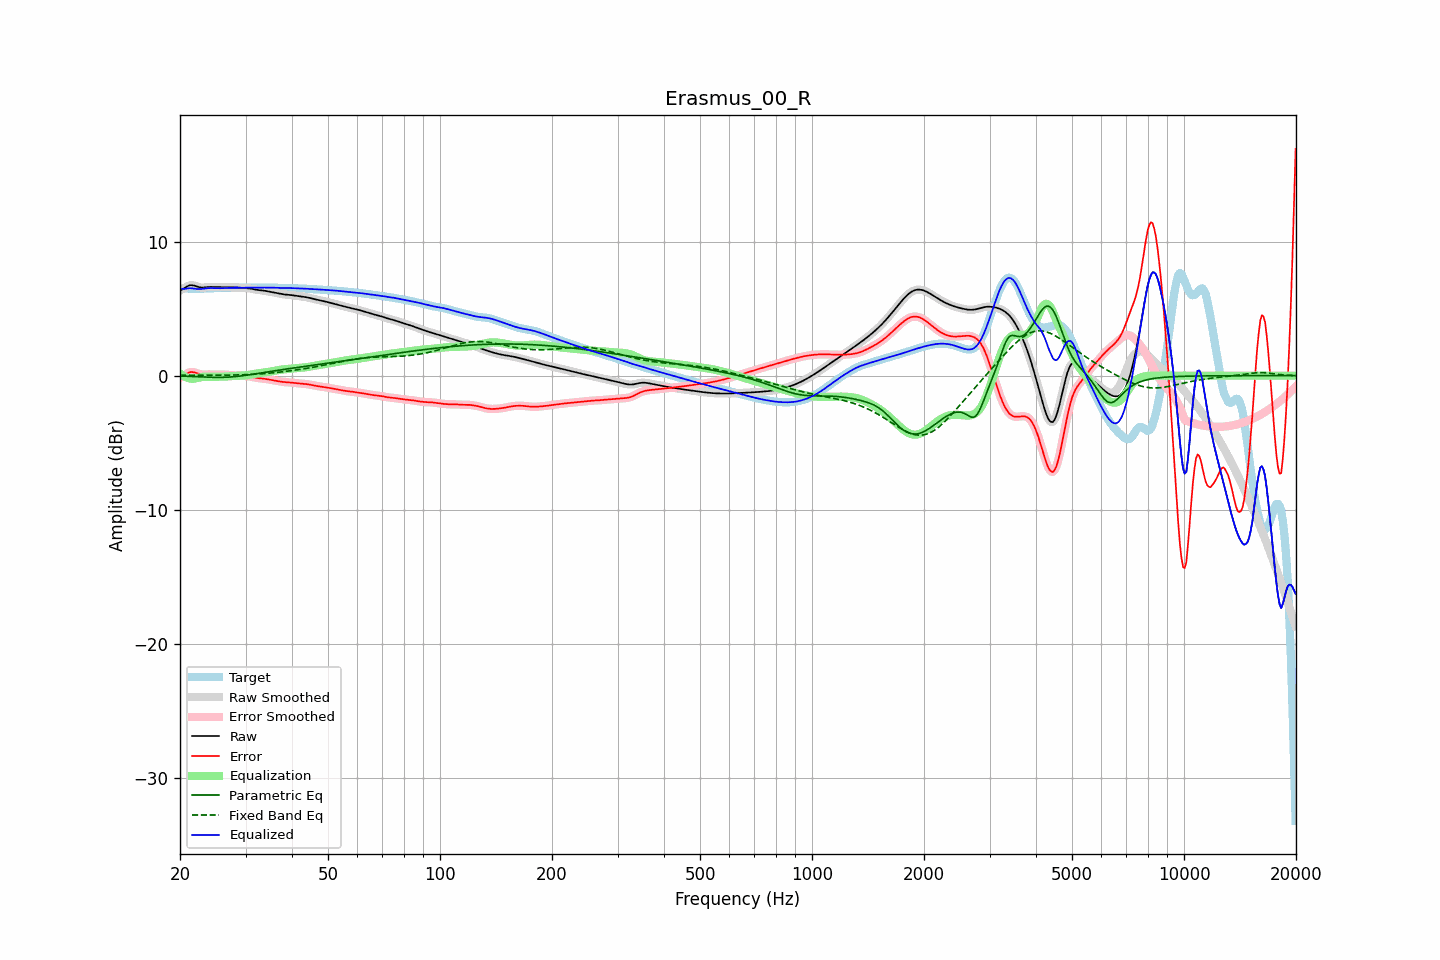 Erasmus_00_R
Amplitude (dBr)
10
0
−10
−20
−30
Target
Raw Smoothed
Error Smoothed
Raw
Error
Equalization
Parametric Eq
Fixed Band Eq
Equalized
20 50 100 200 500 1000 2000 5000 10000 20000
Frequency (Hz)